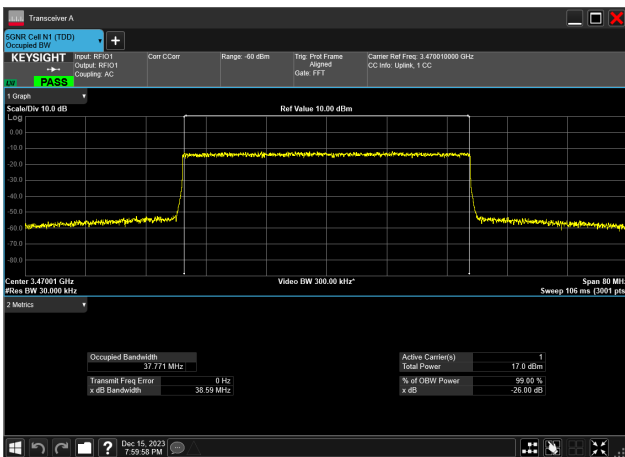 Transceiver A
5GNR Cell N1 (TDD)
Occupied BW
KEYSIGHT
LV
PASS
Input: RFIO1
Output: RFIO1
Coupling: AC
Corr CCorr
Range: -60 dBm
Trig: Prot Frame
Aligned
Gate: FFT
Carrier Ref Freq: 3.470010000 GHz
CC Info: Uplink, 1 CC
1 Graph
Scale/Div 10.0 dB
Ref Value 10.00 dBm
Log
0.00
-10.0
-20.0
-30.0
-40.0
-50.0
-60.0
-70.0
-80.0
Center 3.47001 GHz
Video BW 300.00 kHz*
Span 80 MHz
#Res BW 30.000 kHz
Sweep 106 ms (3001 pts
2 Metrics
Occupied Bandwidth
37.771 MHz
Transmit Freq Error 0 Hz
x dB Bandwidth 38.59 MHz
Active Carrier(s) 1
Total Power 17.0 dBm
% of OBW Power 99.00 %
x dB -26.00 dB
Dec 15, 2023
7:59:58 PM